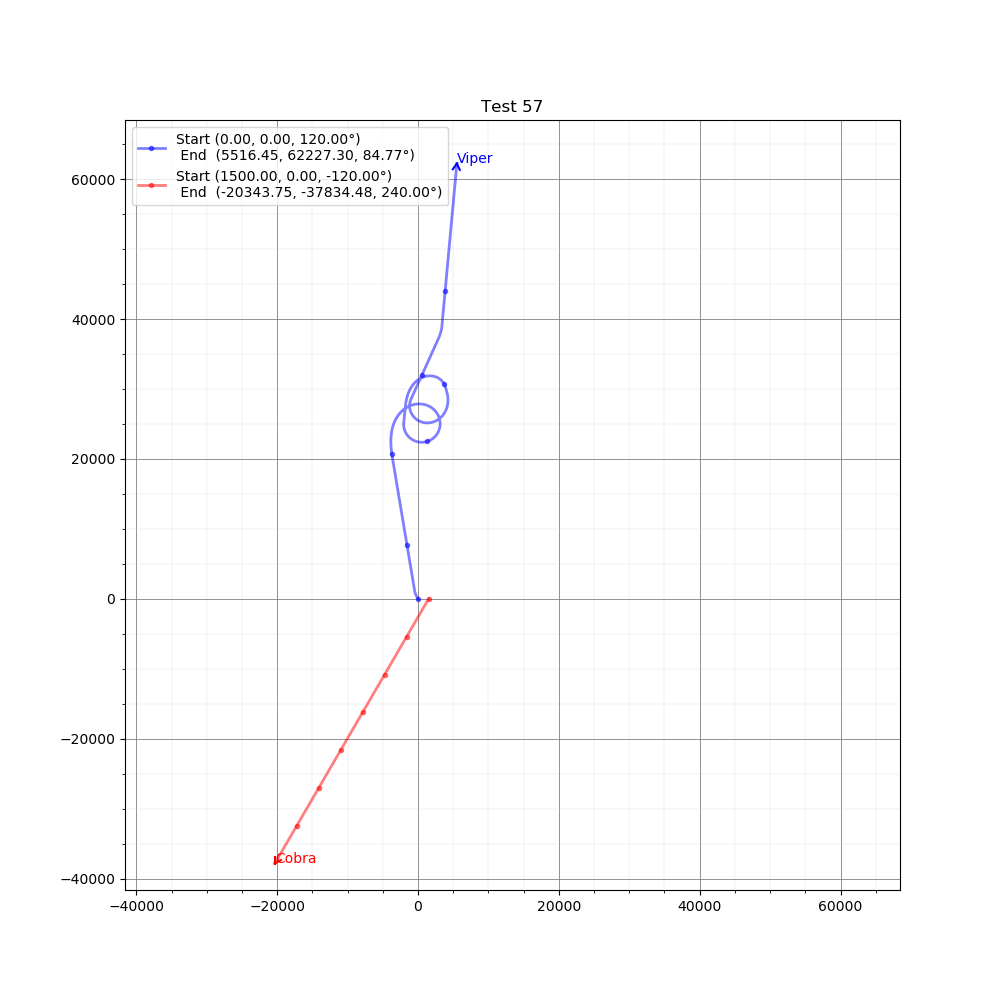 Test 57
Start (0.00, 0.00, 120.00°)
End  (5516.45, 62227.30, 84.77°)
Start (1500.00, 0.00, -120.00°)
End  (-20343.75, -37834.48, 240.00°)
Viper
Cobra
60000
40000
20000
0
−20000
−40000
−40000
−20000
0
20000
40000
60000